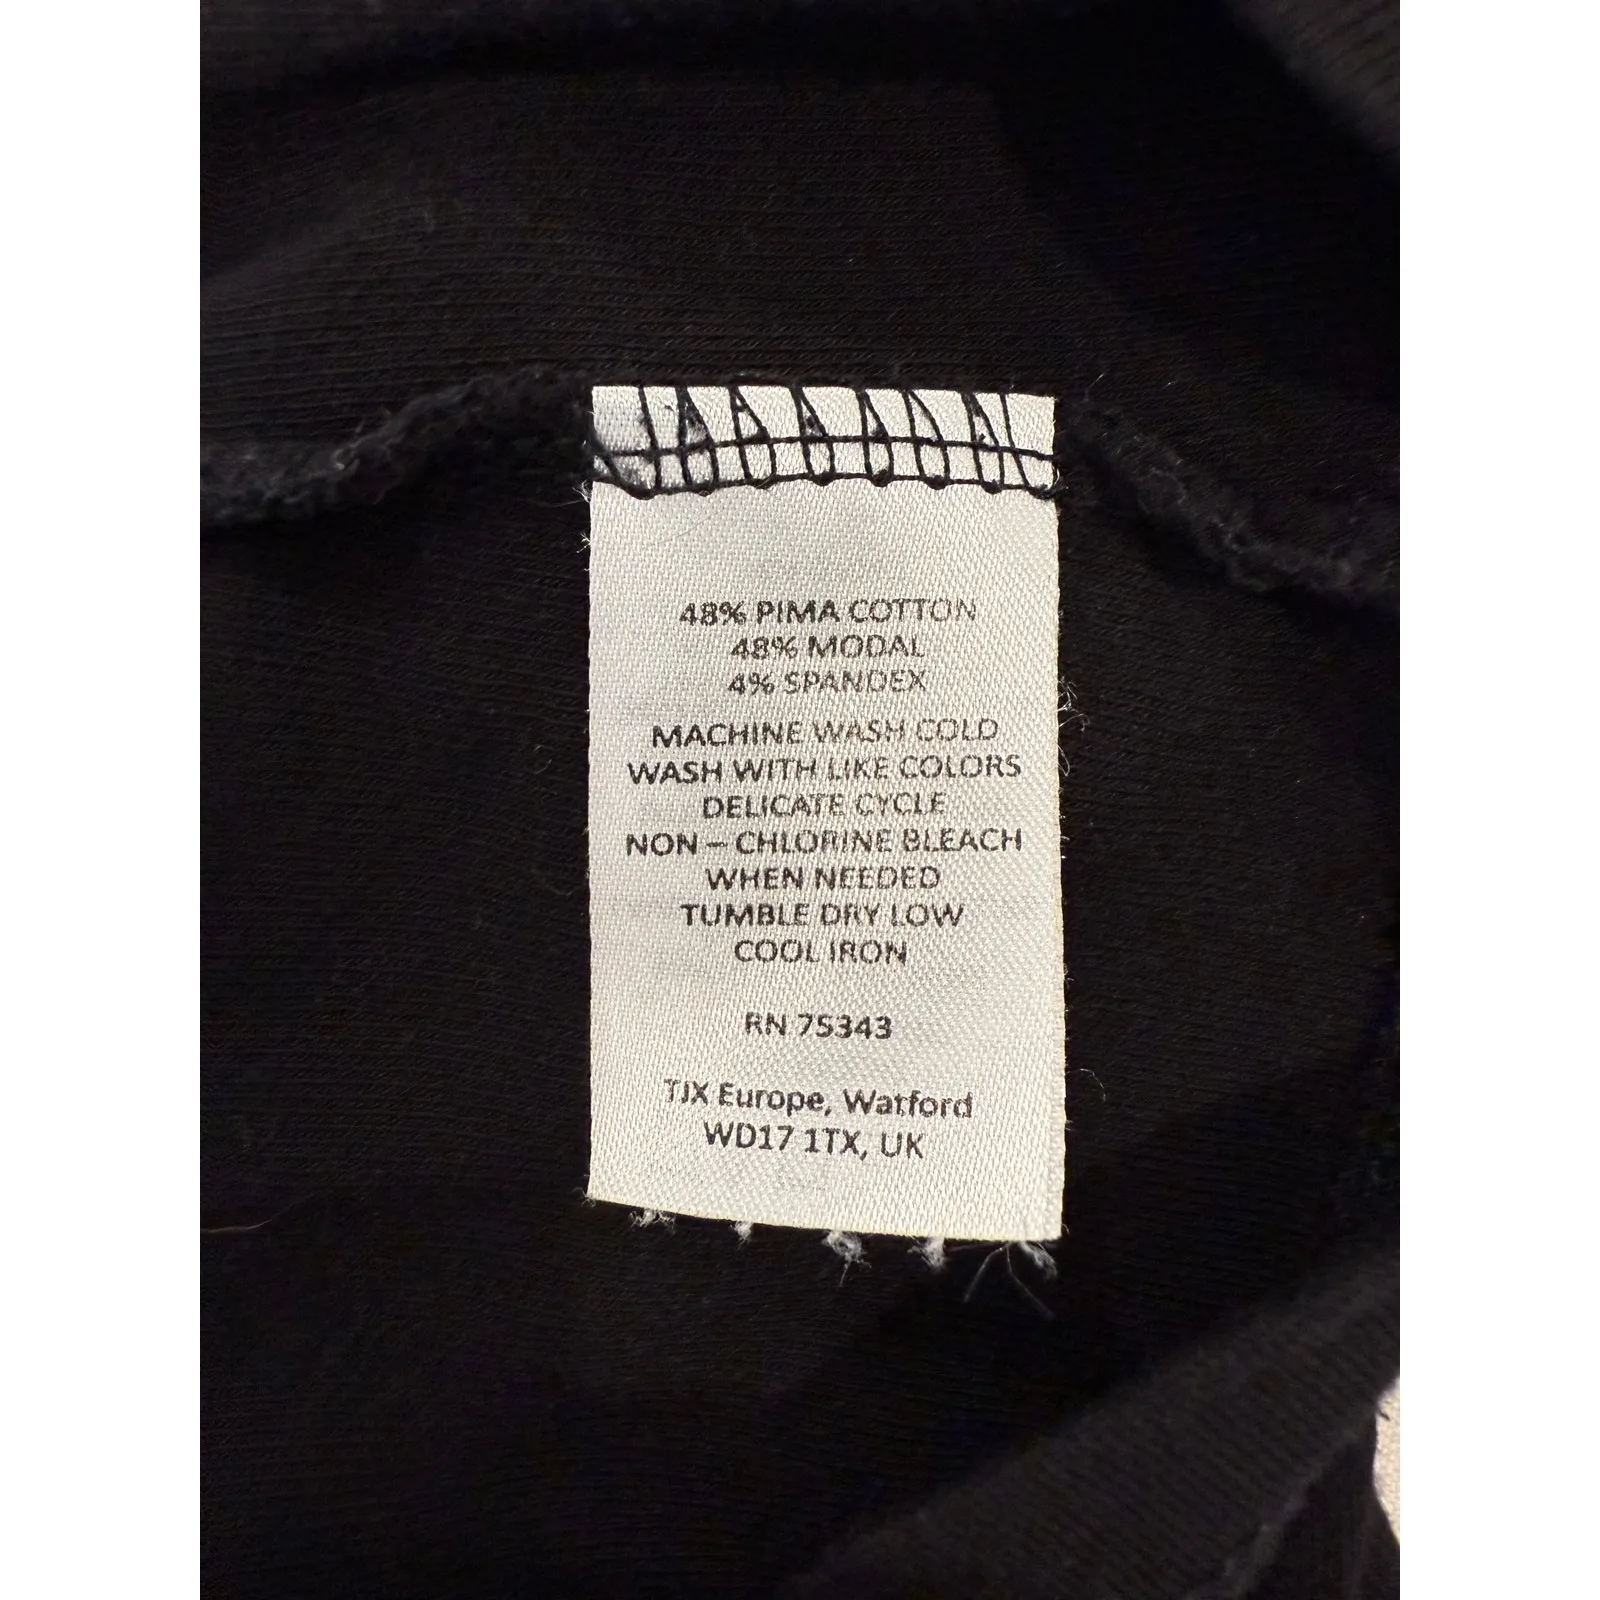 48% PIMA COTTON
48% MODAL
4% SPANDEX
MACHINE WASH COLD
WASH WITH LIKE COLORS
DELICATE CYCLE
NON – CHLORINE BLEACH
WHEN NEEDED
TUMBLE DRY LOW
COOL IRON
RN 75343
TJX Europe, Watford
WD17 1TX, UK